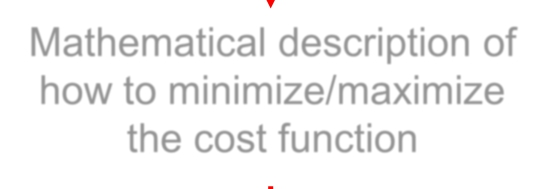 Mathematical description of
how to minimize/maximize
the cost function